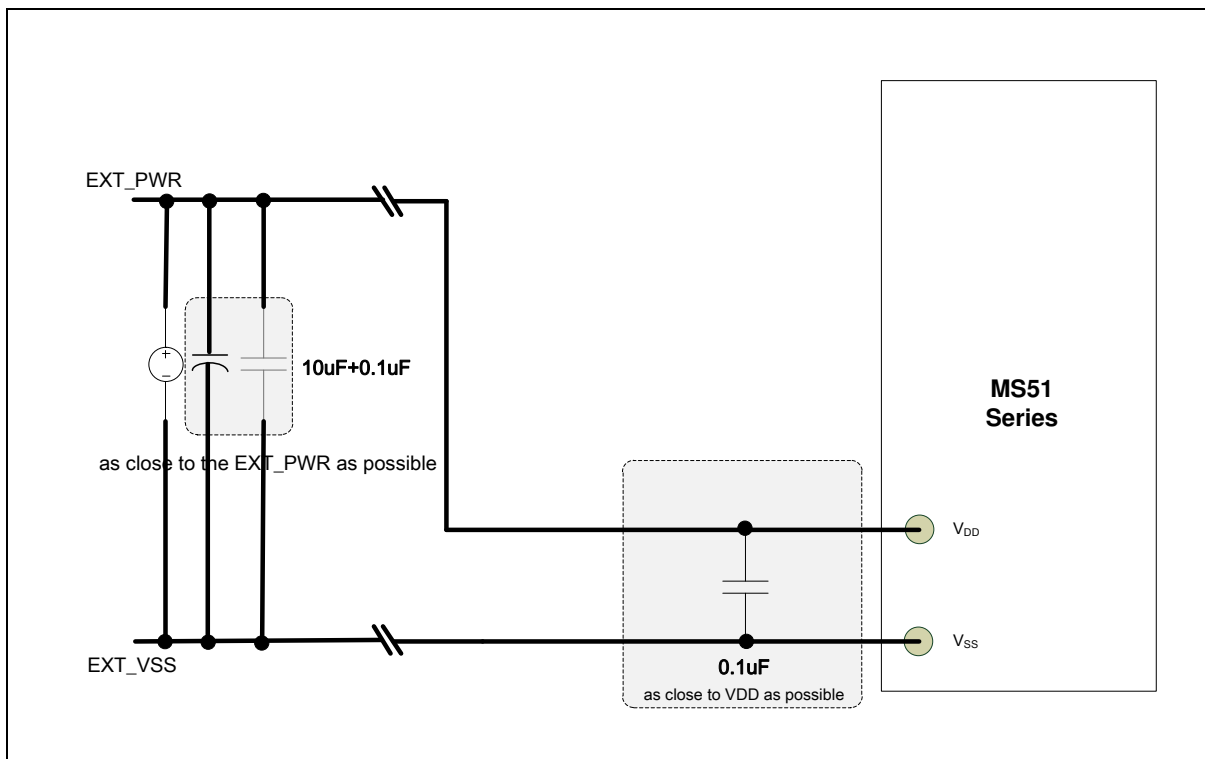 EXT_PWR
+
–
10uF+0.1uF
as close to the EXT_PWR as possible
MS51
Series
VDD
VSS
EXT_VSS
0.1uF
as close to VDD as possible